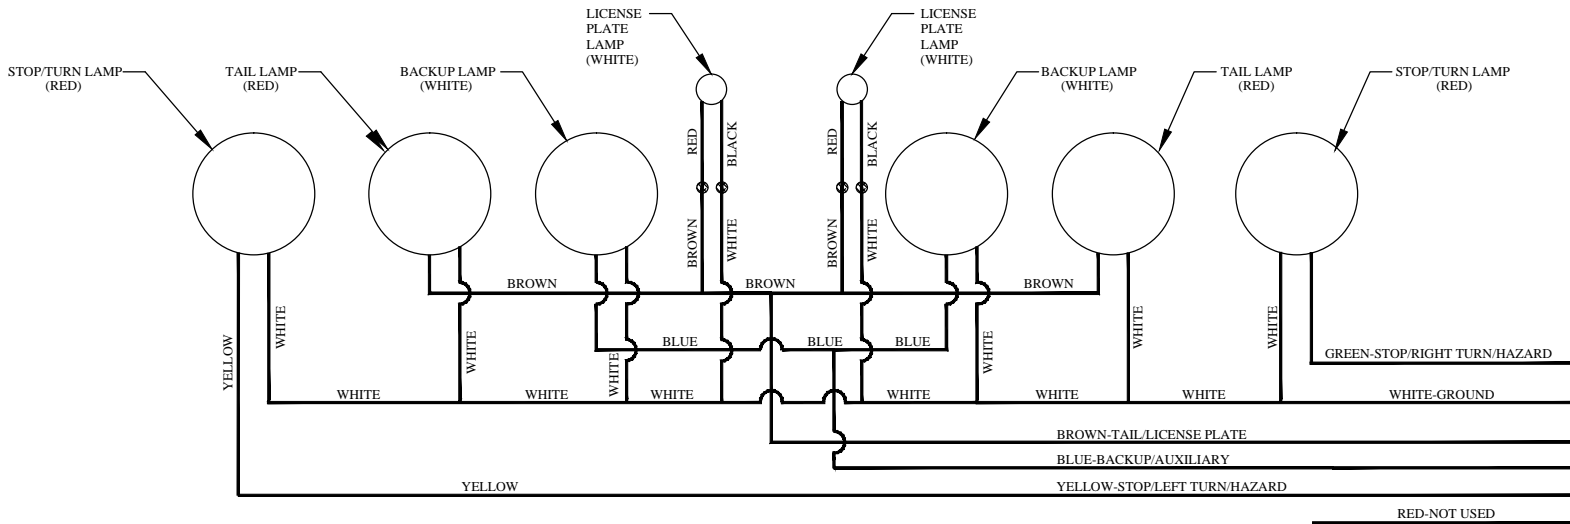 LICENSE
PLATE
LAMP
(WHITE)
LICENSE
PLATE
LAMP
(WHITE)
STOP/TURN LAMP
(RED)
TAIL LAMP
(RED)
BACKUP LAMP
(WHITE)
BACKUP LAMP
(WHITE)
TAIL LAMP
(RED)
STOP/TURN LAMP
(RED)
RED
BLACK
RED
BLACK
BROWN
WHITE
BROWN
WHITE
BROWN
BROWN
BROWN
YELLOW
WHITE
WHITE
WHITE
BLUE
BLUE
BLUE
WHITE
WHITE
WHITE
GREEN-STOP/RIGHT TURN/HAZARD
WHITE
WHITE
WHITE
WHITE
WHITE
WHITE
WHITE-GROUND
BROWN-TAIL/LICENSE PLATE
BLUE-BACKUP/AUXILIARY
YELLOW
YELLOW-STOP/LEFT TURN/HAZARD
RED-NOT USED